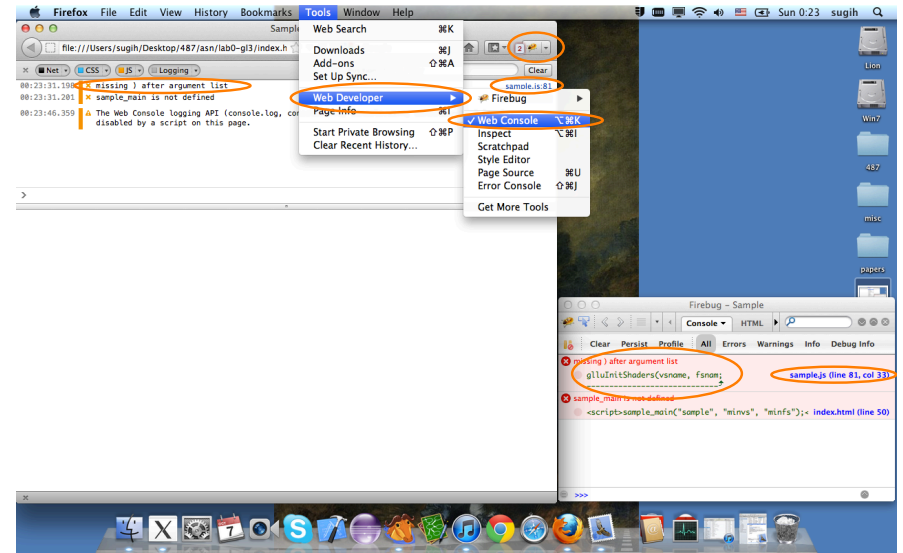 Firefox File Edit View History Bookmarks Tools Window Help Sun 0:23 sugih
Sample
file:///Users/sugih/Desktop/487/asn/lab0-gl3/index.h
2
Net CSS JS Logging Clear
00:23:31.198 missing ) after argument list sample.js:81
00:23:31.201 sample_main is not defined
00:23:46.359 The Web Console logging API (console.log, con
disabled by a script on this page.
>
Web Search ⌘K
Downloads ⌘J
Add-ons ⇧⌘A
Set Up Sync...
Web Developer
Page Info ⌘I
Start Private Browsing ⇧⌘P
Clear Recent History...
Firebug
✓ Web Console ⌥⌘K
Inspect ⌥⌘I
Scratchpad
Style Editor
Page Source ⌘U
Error Console ⇧⌘J
Get More Tools
Lion
Win7
487
misc
papers
Firebug - Sample
Console HTML
Clear Persist Profile All Errors Warnings Info Debug Info
missing ) after argument list
glluInitShaders(vsname, fsnam; sample.js (line 81, col 33)
sample_main is not defined
<script>sample_main("sample", "minvs", "minfs");< index.html (line 50)
>>>
7